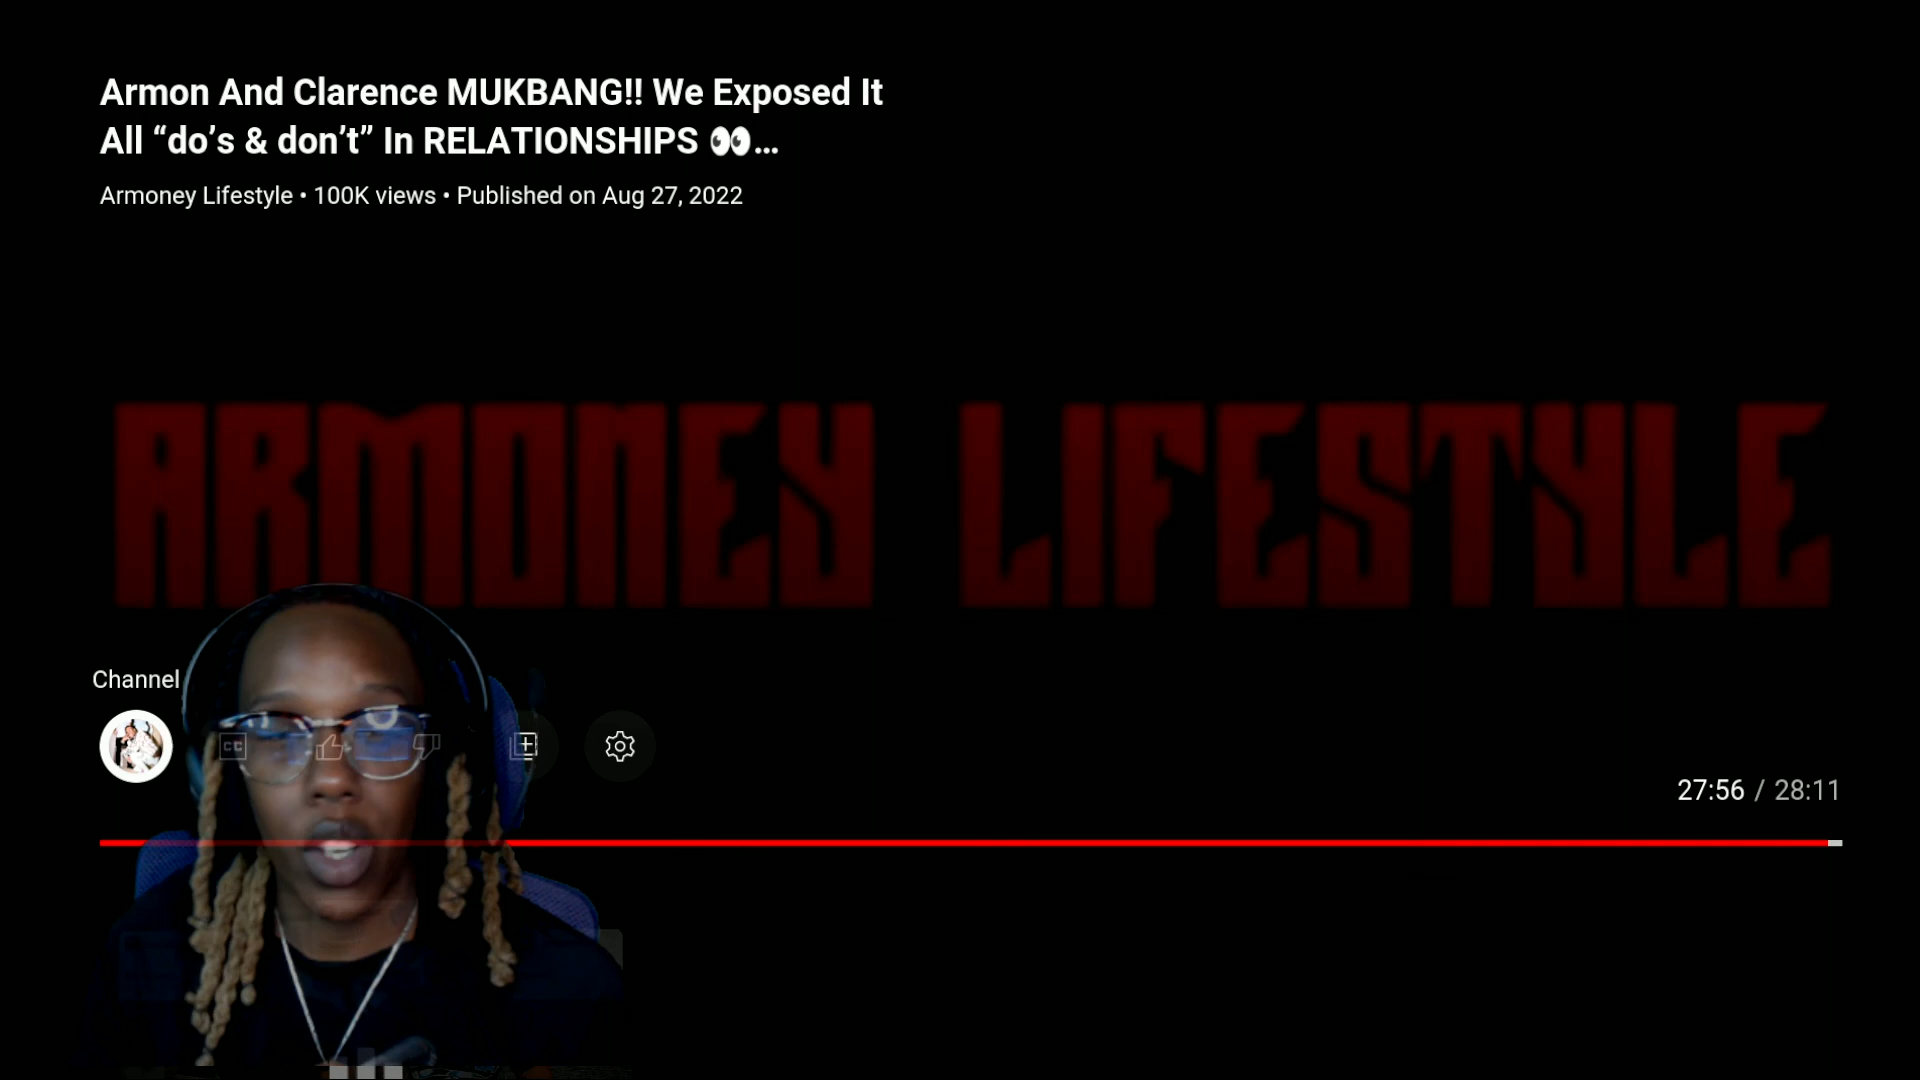 Armon And Clarence MUKBANG!! We Exposed It
All “do’s & don’t” In RELATIONSHIPS 👀...
Armoney Lifestyle • 100K views • Published on Aug 27, 2022
ARMONEY LIFESTYLE
Channel
CC
27:56 / 28:11